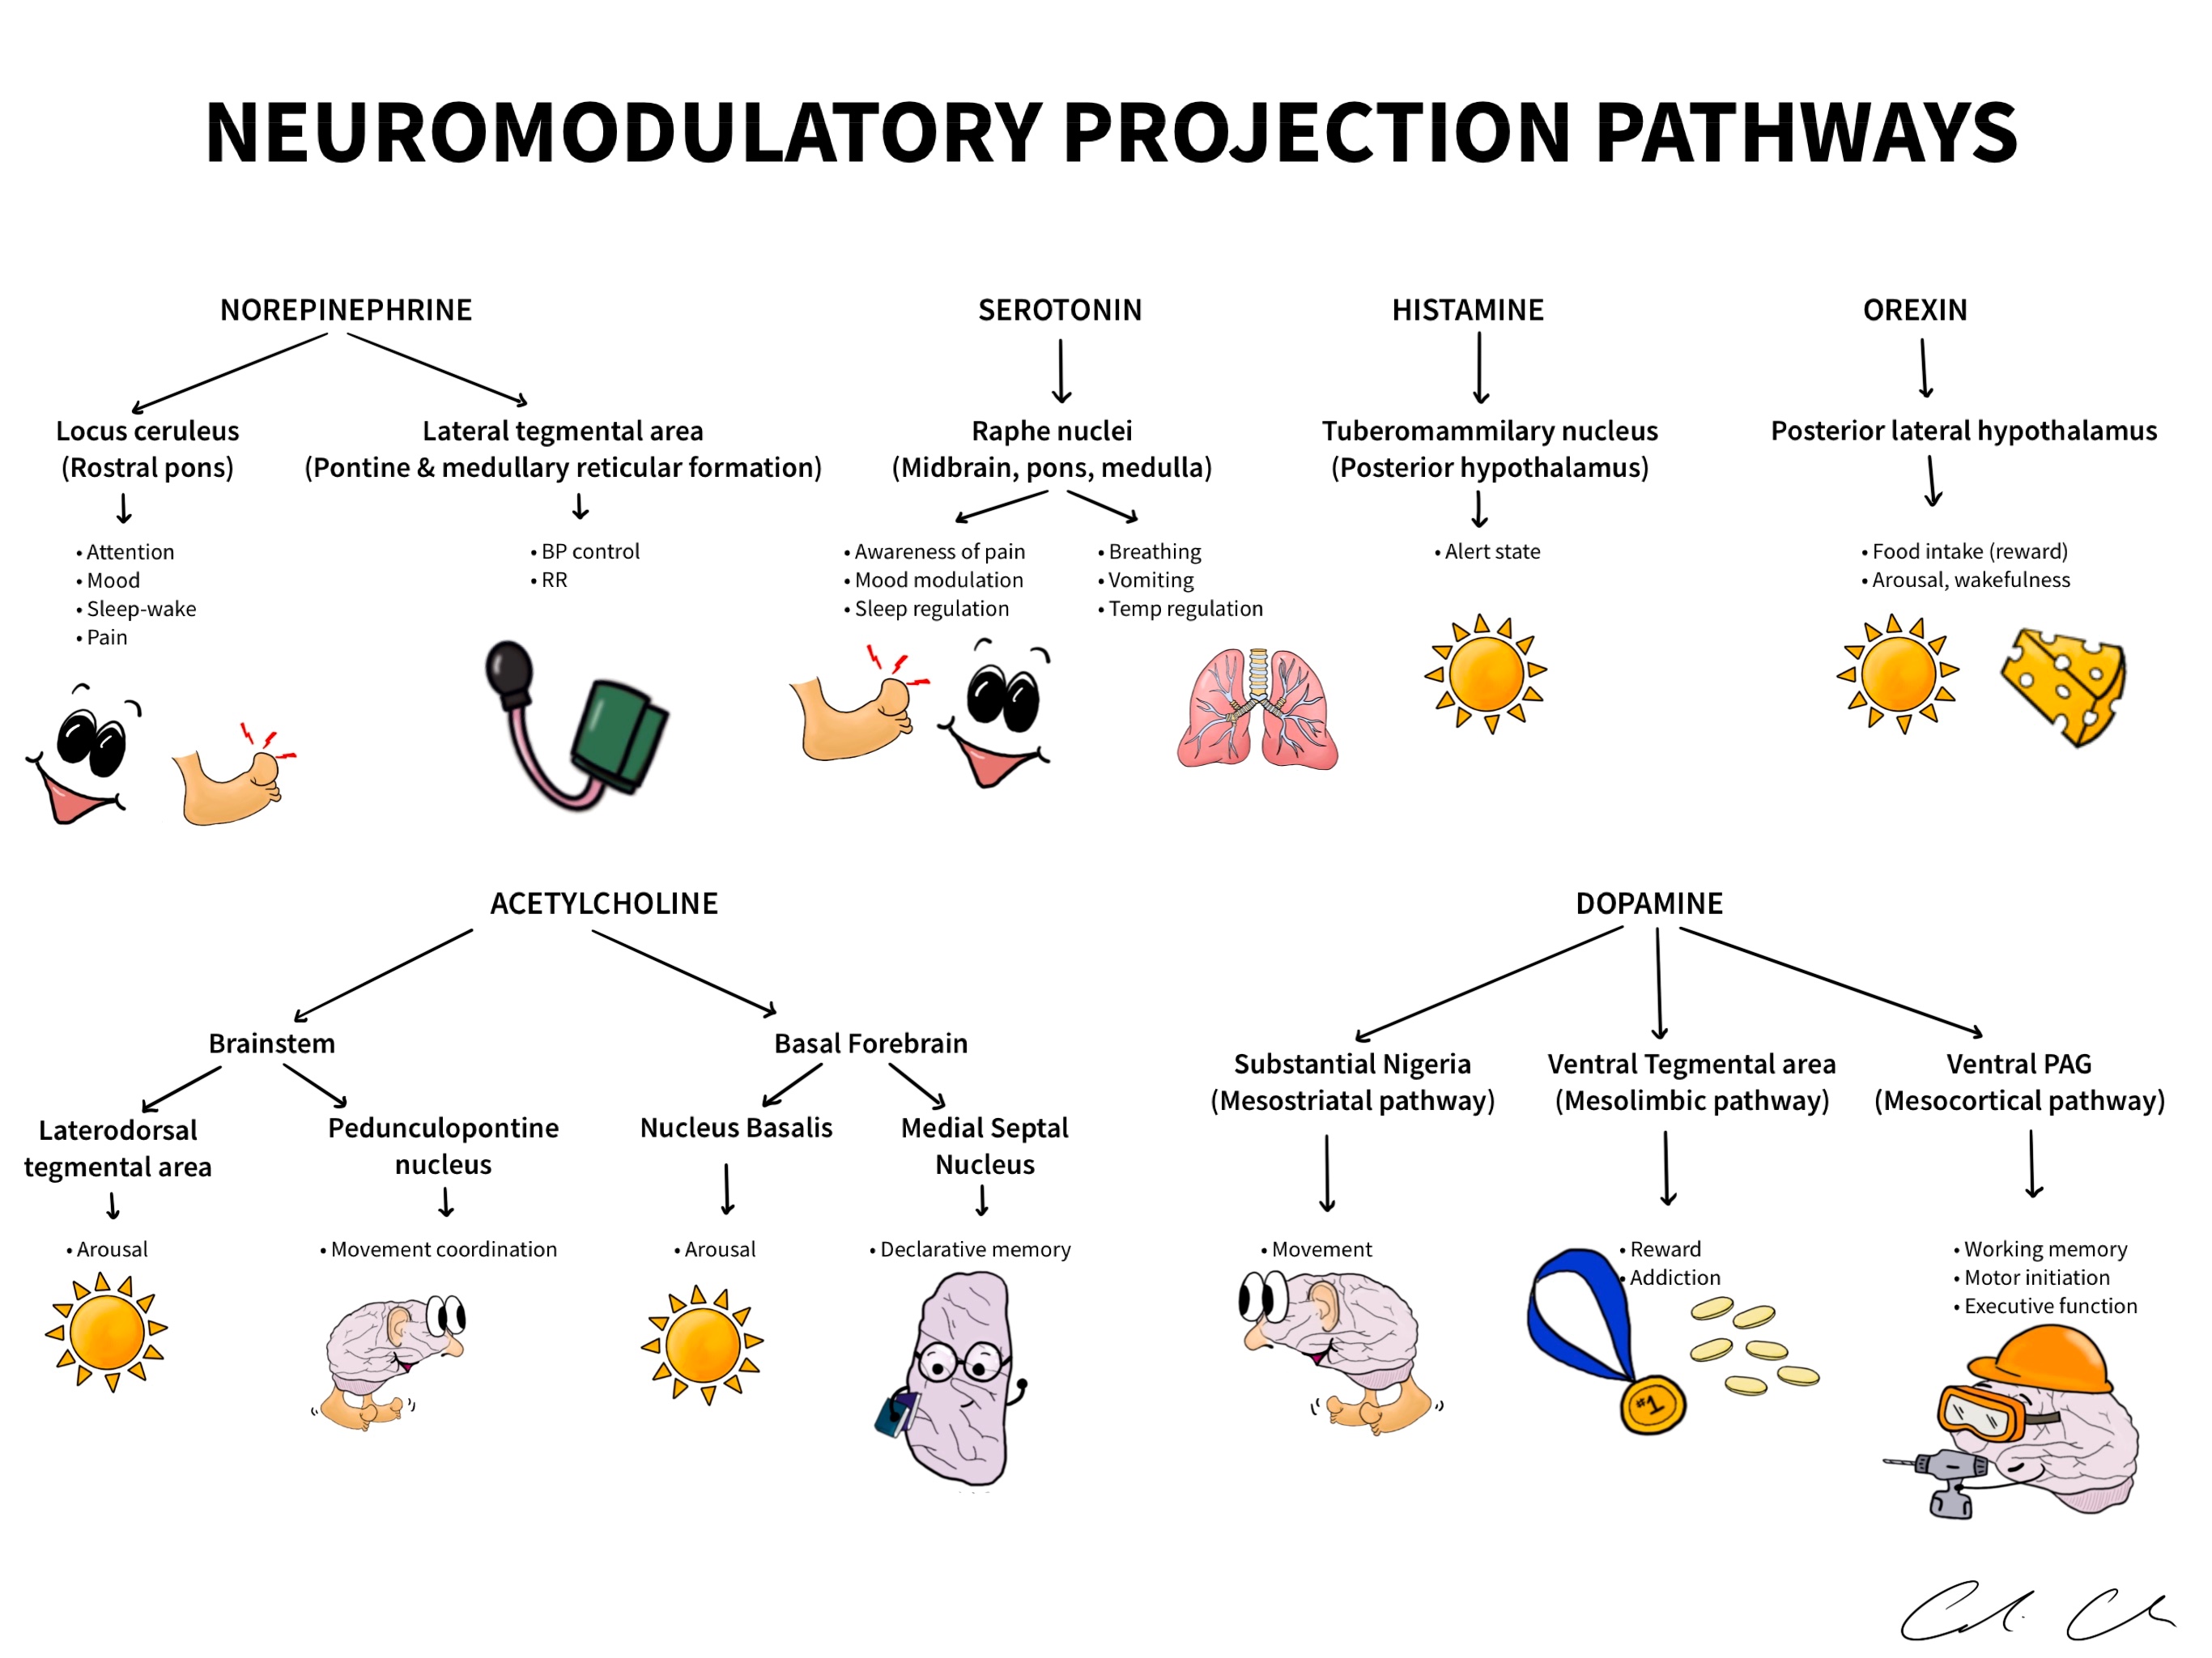 NEUROMODULATORY PROJECTION PATHWAYS
NOREPINEPHRINE
Locus ceruleus
(Rostral pons)
• Attention
• Mood
• Sleep-wake
• Pain
Lateral tegmental area
(Pontine & medullary reticular formation)
• BP control
• RR
SEROTONIN
Raphe nuclei
(Midbrain, pons, medulla)
• Awareness of pain
• Mood modulation
• Sleep regulation
• Breathing
• Vomiting
• Temp regulation
HISTAMINE
Tuberomammilary nucleus
(Posterior hypothalamus)
• Alert state
OREXIN
Posterior lateral hypothalamus
• Food intake (reward)
• Arousal, wakefulness
ACETYLCHOLINE
Brainstem
Laterodorsal
tegmental area
• Arousal
Pedunculopontine
nucleus
• Movement coordination
Basal Forebrain
Nucleus Basalis
• Arousal
Medial Septal
Nucleus
• Declarative memory
DOPAMINE
Substantial Nigeria
(Mesostriatal pathway)
• Movement
Ventral Tegmental area
(Mesolimbic pathway)
• Reward
• Addiction
#1
Ventral PAG
(Mesocortical pathway)
• Working memory
• Motor initiation
• Executive function